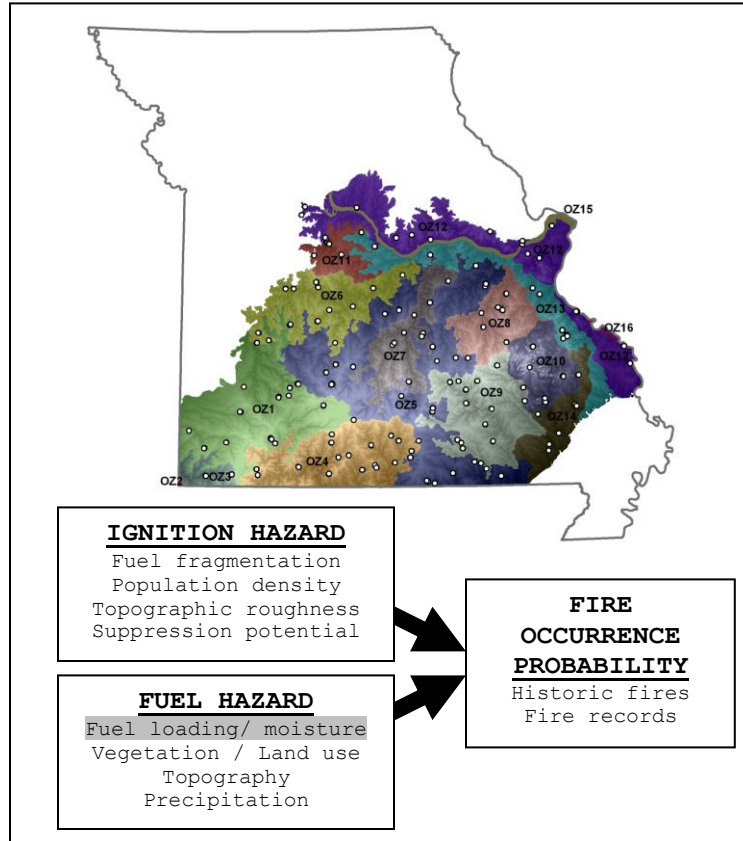 OZ15
OZ12
OZ12
OZ11
OZ6
OZ13
OZ16
OZ8
OZ7
OZ10
OZ12
OZ1
OZ5
OZ9
OZ14
OZ4
OZ2
OZ3
IGNITION HAZARD
Fuel fragmentation
Population density
Topographic roughness
Suppression potential
FUEL HAZARD
Fuel loading/ moisture
Vegetation / Land use
Topography
Precipitation
FIRE
OCCURRENCE
PROBABILITY
Historic fires
Fire records